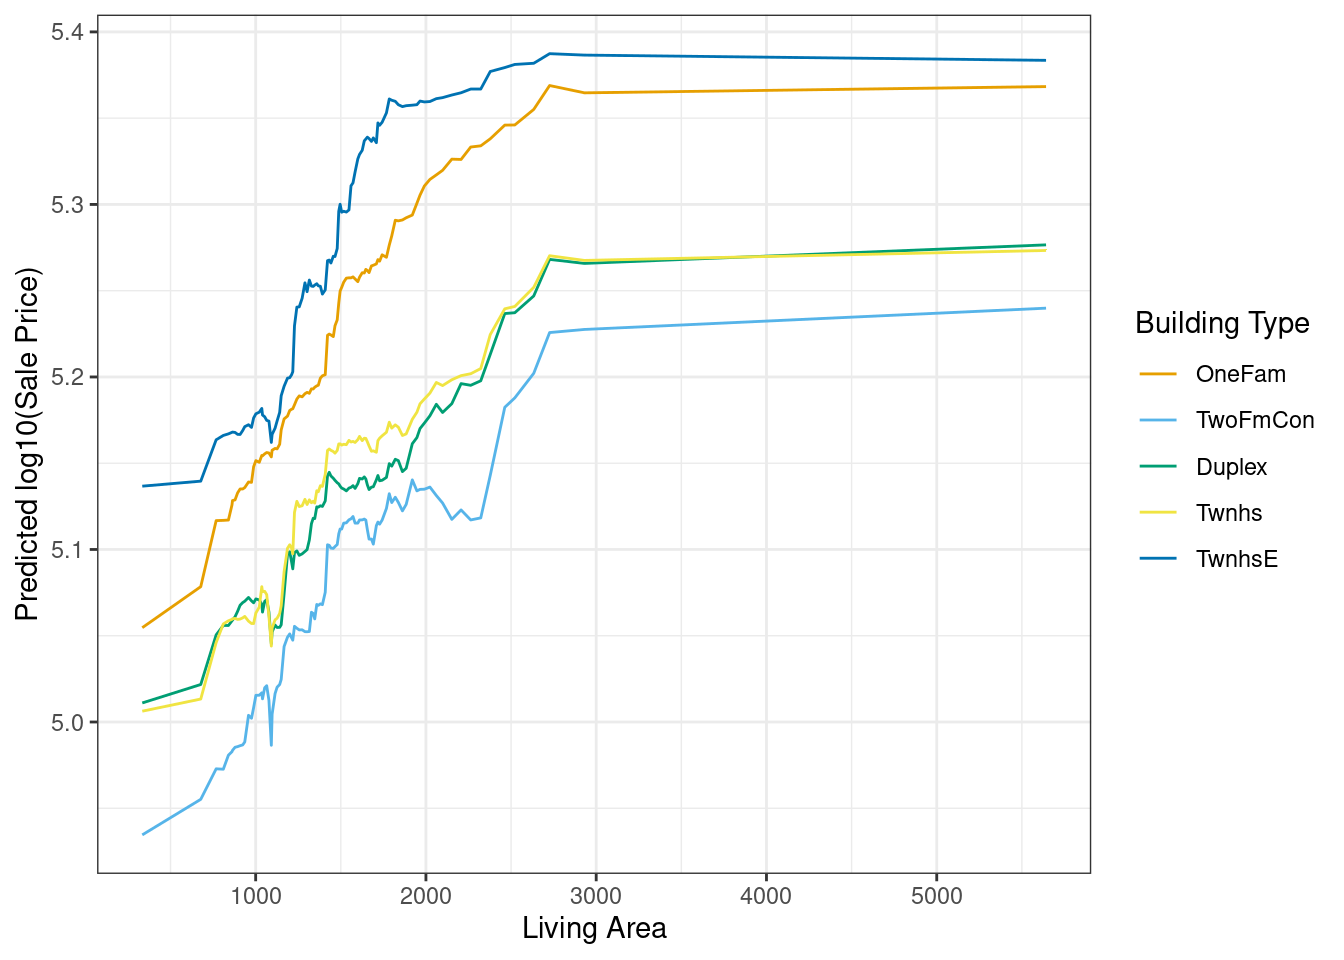 5.4
5.3
5.2
5.1
5.0
Predicted log10(Sale Price)
1000 2000 3000 4000 5000
Living Area
Building Type
OneFam
TwoFmCon
Duplex
Twnhs
TwnhsE